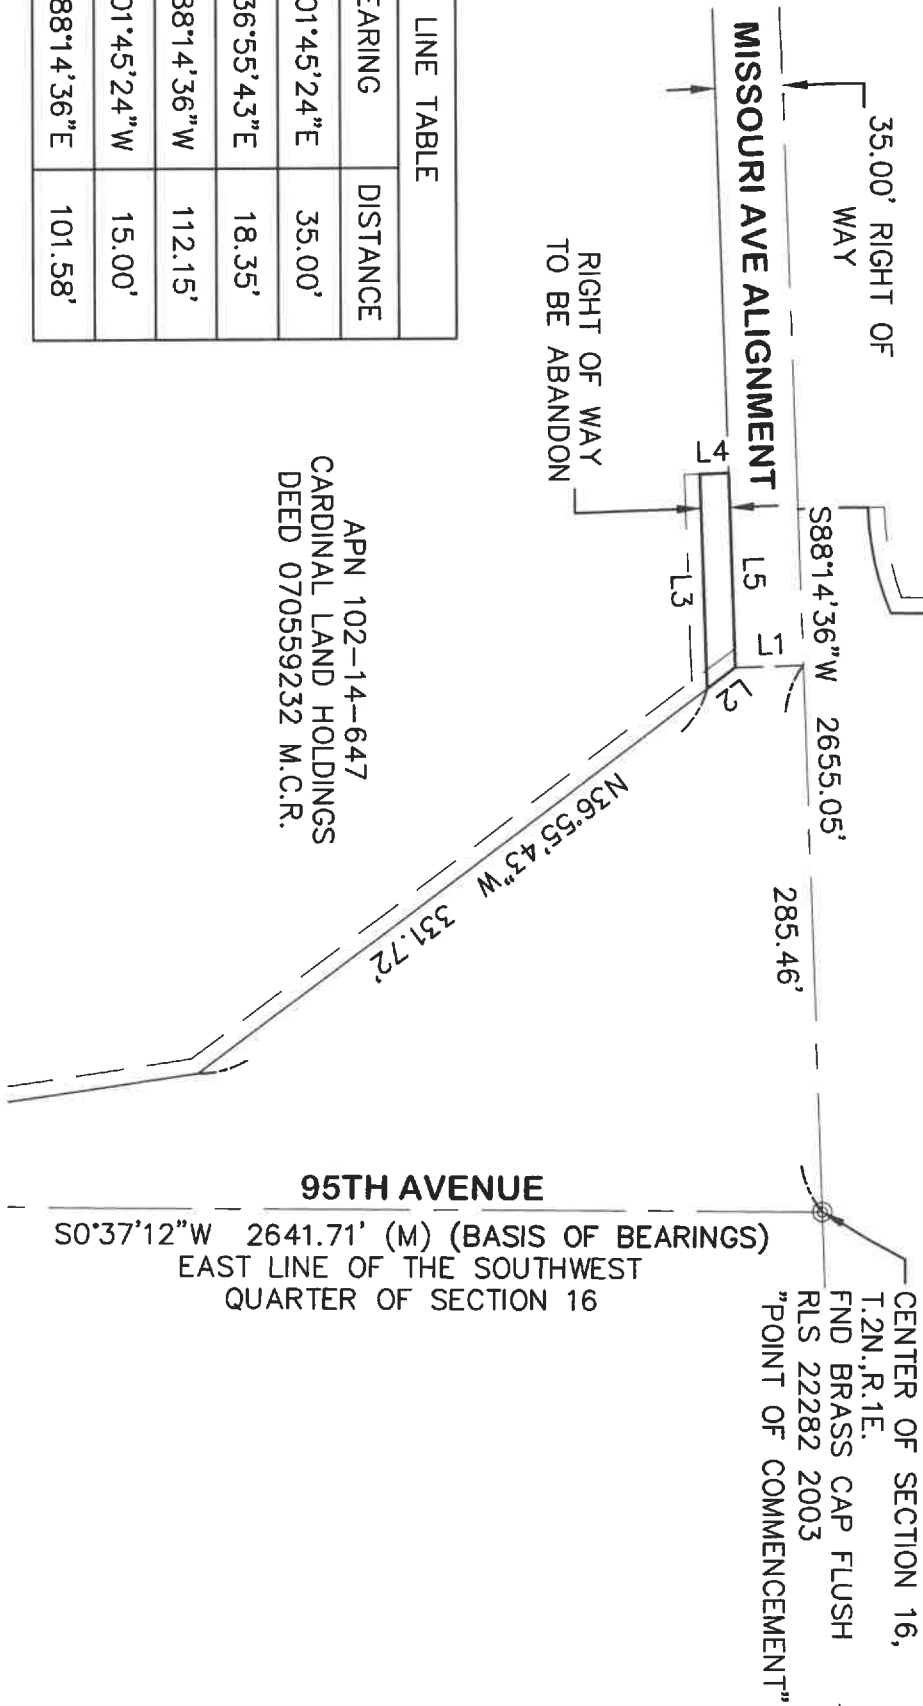 35.00' RIGHT OF
WAY
MISSOURI AVE ALIGNMENT
RIGHT OF WAY
TO BE ABANDON
L4
L5
L3
L1
L2
S88°14'36"W 2655.05'
285.46'
N36°55'43"W 331.72'
CENTER OF SECTION 16,
T.2N.,R.1E.
FND BRASS CAP FLUSH
RLS 22282 2003
"POINT OF COMMENCEMENT"
95TH AVENUE
S0°37'12"W 2641.71' (M) (BASIS OF BEARINGS)
EAST LINE OF THE SOUTHWEST
QUARTER OF SECTION 16
APN 102-14-647
CARDINAL LAND HOLDINGS
DEED 070559232 M.C.R.
LINE TABLE
EARING DISTANCE
01°45'24"E 35.00'
36°55'43"E 18.35'
88°14'36"W 112.15'
01°45'24"W 15.00'
88°14'36"E 101.58'